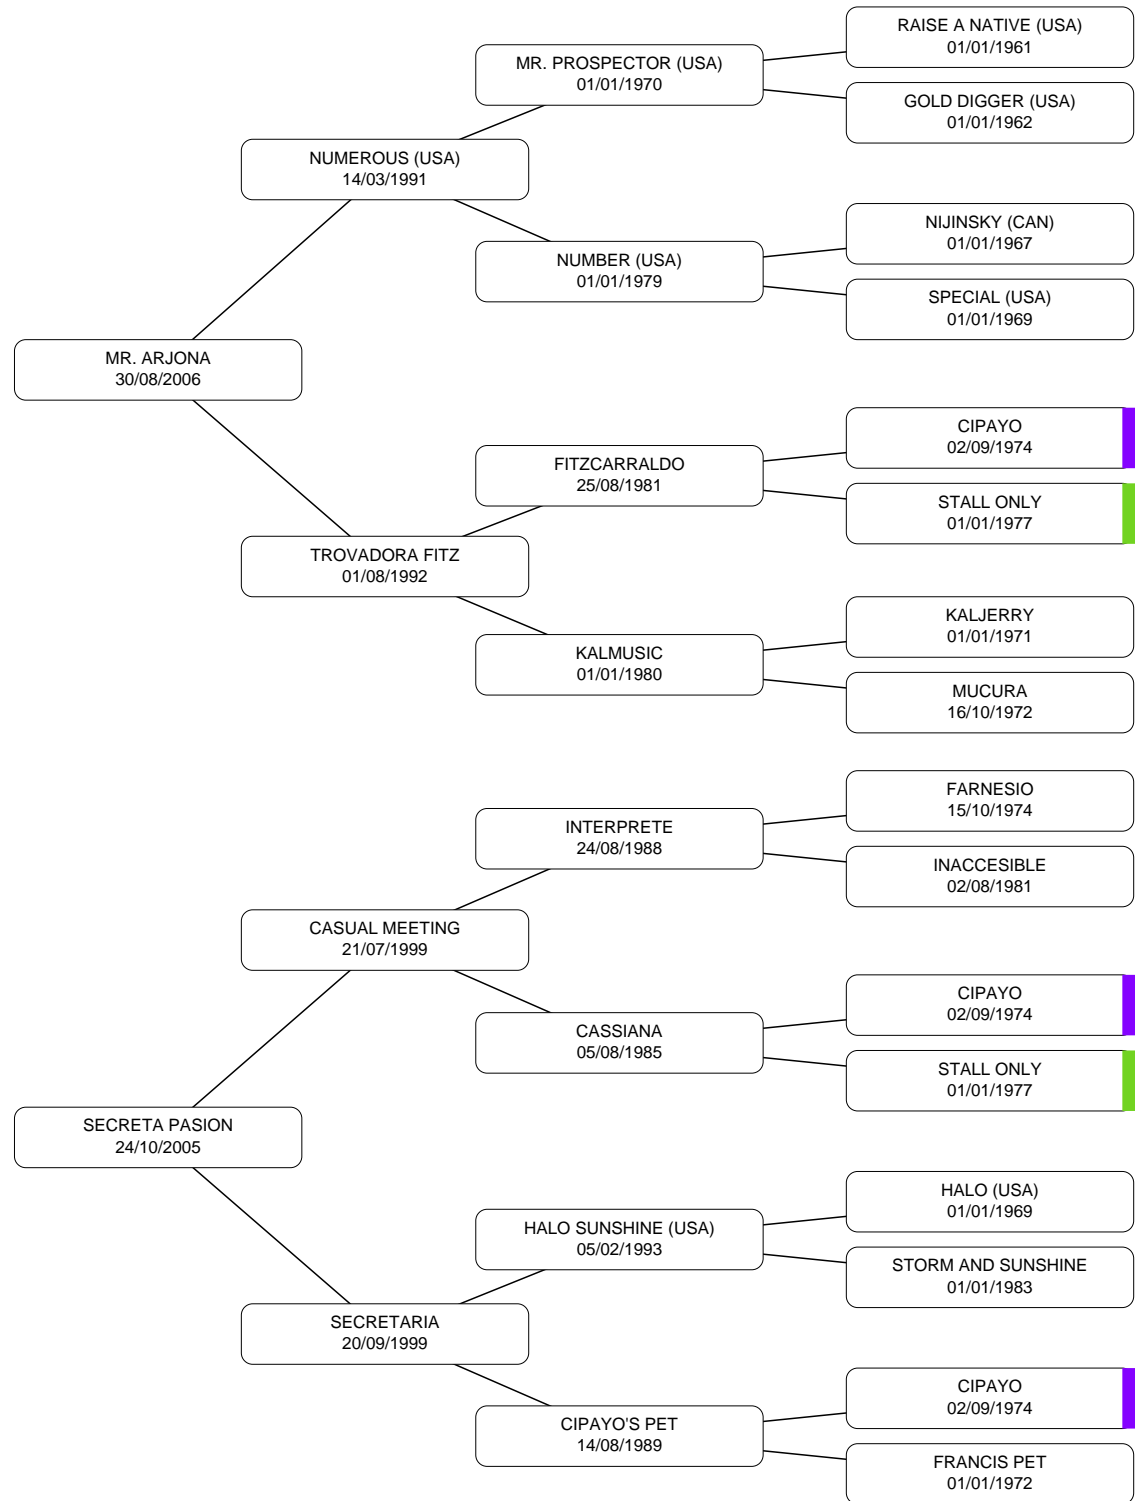 RAISE A NATIVE (USA)
01/01/1961
MR. PROSPECTOR (USA)
01/01/1970
GOLD DIGGER (USA)
01/01/1962
NUMEROUS (USA)
14/03/1991
NIJINSKY (CAN)
01/01/1967
NUMBER (USA)
01/01/1979
SPECIAL (USA)
01/01/1969
MR. ARJONA
30/08/2006
CIPAYO
02/09/1974
FITZCARRALDO
25/08/1981
STALL ONLY
01/01/1977
TROVADORA FITZ
01/08/1992
KALJERRY
01/01/1971
KALMUSIC
01/01/1980
MUCURA
16/10/1972
FARNESIO
15/10/1974
INTERPRETE
24/08/1988
INACCESIBLE
02/08/1981
CASUAL MEETING
21/07/1999
CIPAYO
02/09/1974
CASSIANA
05/08/1985
STALL ONLY
01/01/1977
SECRETA PASION
24/10/2005
HALO (USA)
01/01/1969
HALO SUNSHINE (USA)
05/02/1993
STORM AND SUNSHINE
01/01/1983
SECRETARIA
20/09/1999
CIPAYO
02/09/1974
CIPAYO'S PET
14/08/1989
FRANCIS PET
01/01/1972